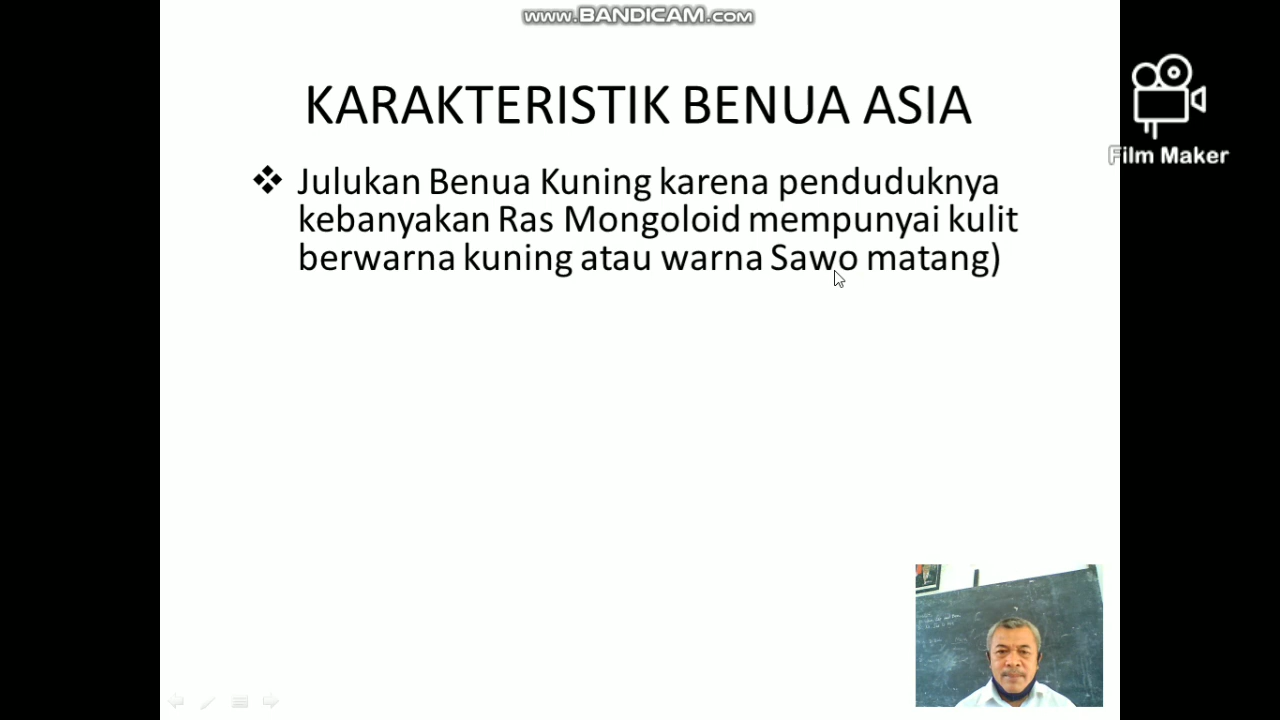 www.BANDICAM.com
KARAKTERISTIK BENUA ASIA
Film Maker
❖ Julukan Benua Kuning karena penduduknya
kebanyakan Ras Mongoloid mempunyai kulit
berwarna kuning atau warna Sawo matang)